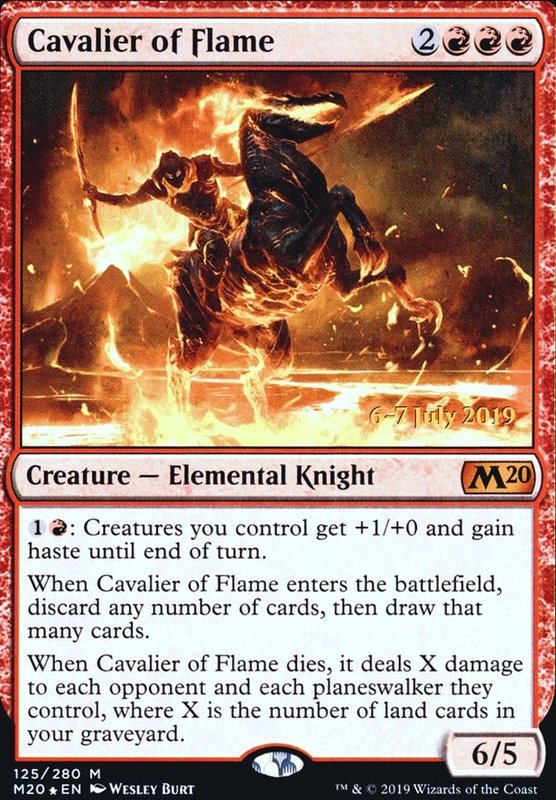 Cavalier of Flame 2
6–7 July 2019
Creature — Elemental Knight M20
1 : Creatures you control get +1/+0 and gain
haste until end of turn.
When Cavalier of Flame enters the battlefield,
discard any number of cards, then draw that
many cards.
When Cavalier of Flame dies, it deals X damage
to each opponent and each planeswalker they
control, where X is the number of land cards in
your graveyard.
6/5
125/280 M
M20 ★ EN Wesley Burt ™ & © 2019 Wizards of the Coast